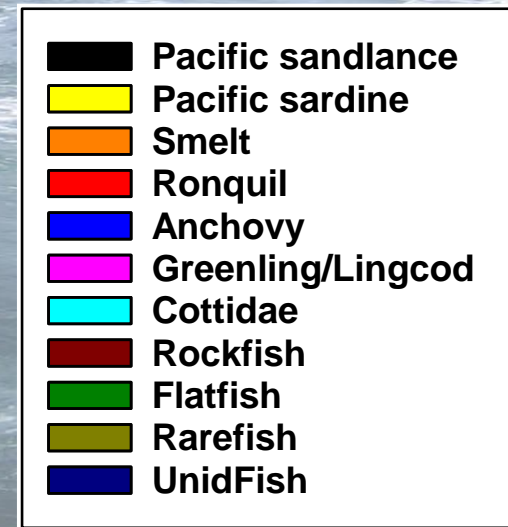 Pacific sandlance
Pacific sardine
Smelt
Ronquil
Anchovy
Greenling/Lingcod
Cottidae
Rockfish
Flatfish
Rarefish
UnidFish